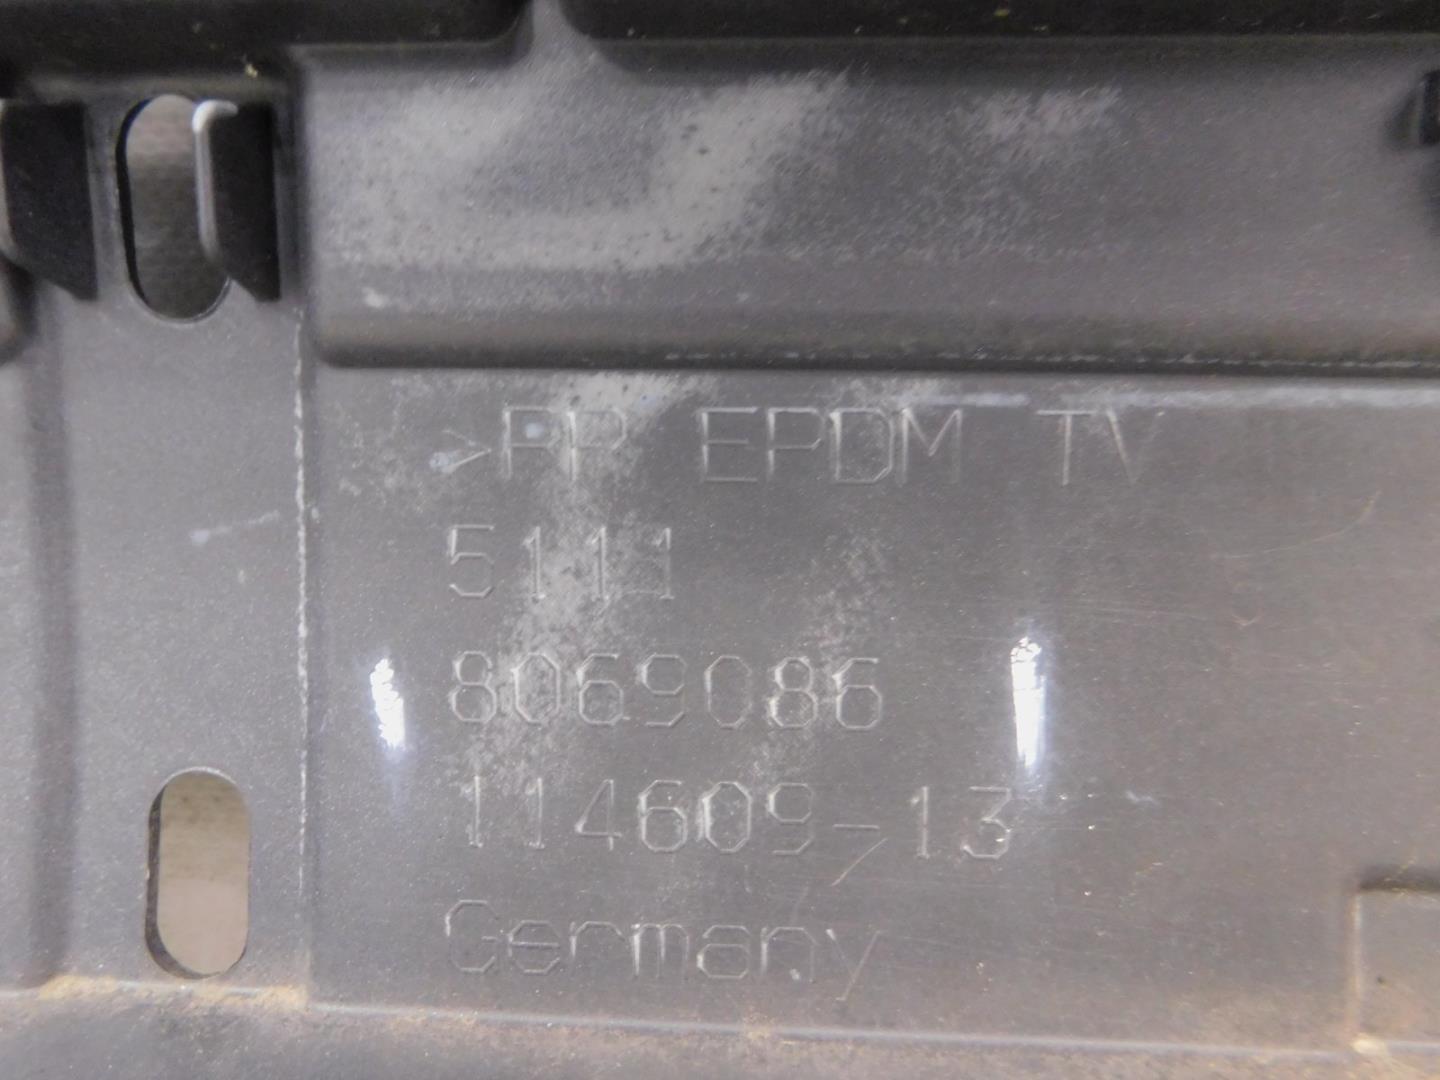 >PP EPDM TV
5111
8069086
114609-13
Germany